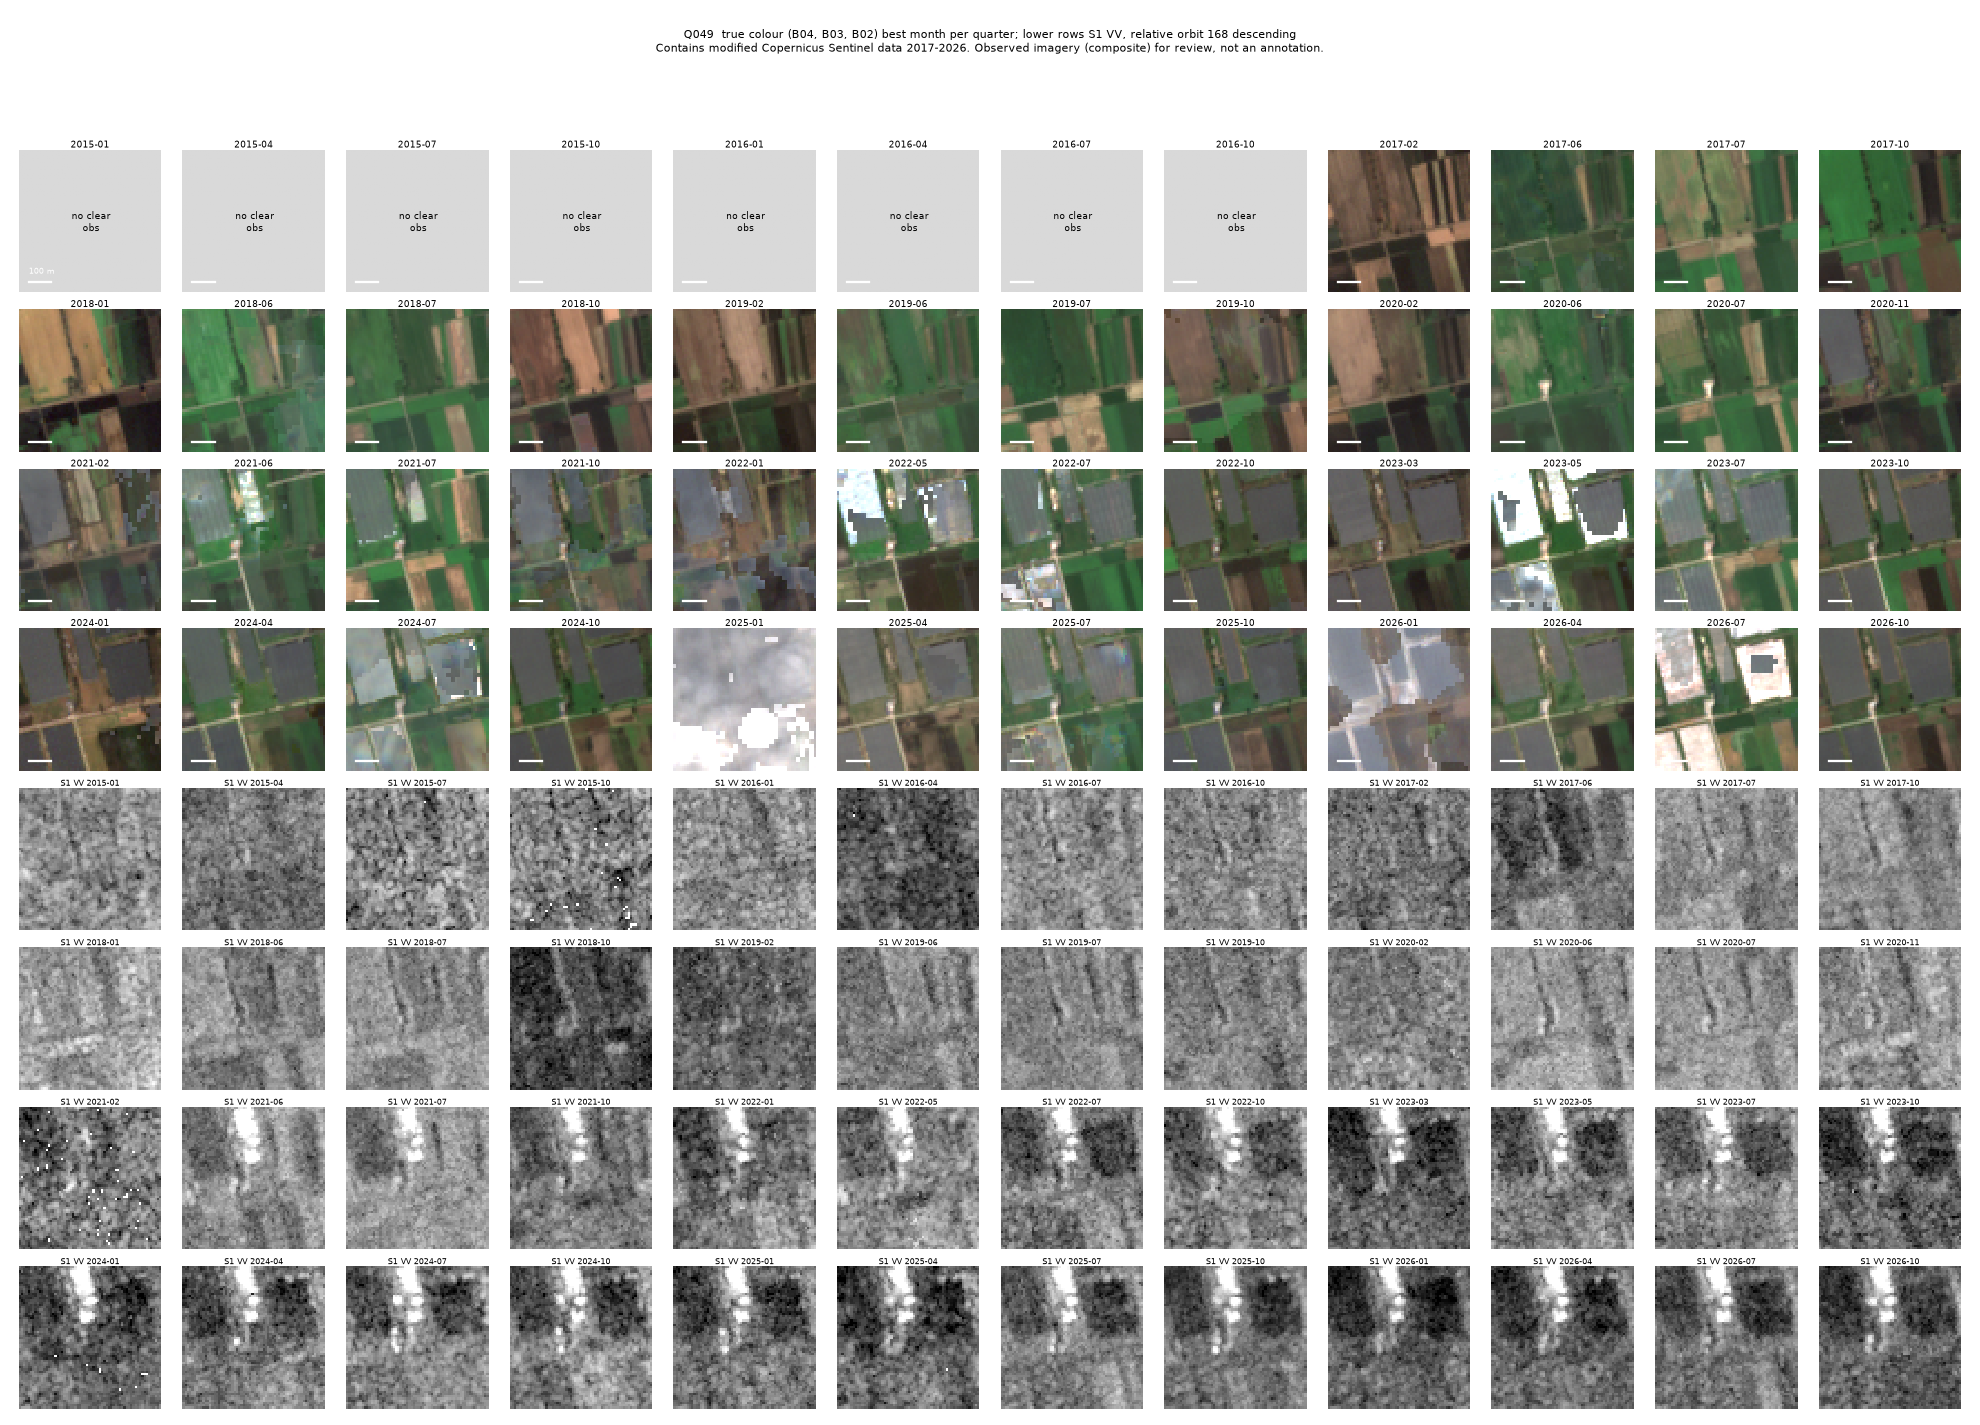 Q049  true colour (B04, B03, B02) best month per quarter; lower rows S1 VV, relative orbit 168 descending
Contains modified Copernicus Sentinel data 2017-2026. Observed imagery (composite) for review, not an annotation.
2015-01 2015-04 2015-07 2015-10 2016-01 2016-04 2016-07 2016-10 2017-02 2017-06 2017-07 2017-10
no clear obs no clear obs no clear obs no clear obs no clear obs no clear obs no clear obs no clear obs
100 m
2018-01 2018-06 2018-07 2018-10 2019-02 2019-06 2019-07 2019-10 2020-02 2020-06 2020-07 2020-11
2021-02 2021-06 2021-07 2021-10 2022-01 2022-05 2022-07 2022-10 2023-03 2023-05 2023-07 2023-10
2024-01 2024-04 2024-07 2024-10 2025-01 2025-04 2025-07 2025-10 2026-01 2026-04 2026-07 2026-10
S1 VV 2015-01 S1 VV 2015-04 S1 VV 2015-07 S1 VV 2015-10 S1 VV 2016-01 S1 VV 2016-04 S1 VV 2016-07 S1 VV 2016-10 S1 VV 2017-02 S1 VV 2017-06 S1 VV 2017-07 S1 VV 2017-10
S1 VV 2018-01 S1 VV 2018-06 S1 VV 2018-07 S1 VV 2018-10 S1 VV 2019-02 S1 VV 2019-06 S1 VV 2019-07 S1 VV 2019-10 S1 VV 2020-02 S1 VV 2020-06 S1 VV 2020-07 S1 VV 2020-11
S1 VV 2021-02 S1 VV 2021-06 S1 VV 2021-07 S1 VV 2021-10 S1 VV 2022-01 S1 VV 2022-05 S1 VV 2022-07 S1 VV 2022-10 S1 VV 2023-03 S1 VV 2023-05 S1 VV 2023-07 S1 VV 2023-10
S1 VV 2024-01 S1 VV 2024-04 S1 VV 2024-07 S1 VV 2024-10 S1 VV 2025-01 S1 VV 2025-04 S1 VV 2025-07 S1 VV 2025-10 S1 VV 2026-01 S1 VV 2026-04 S1 VV 2026-07 S1 VV 2026-10